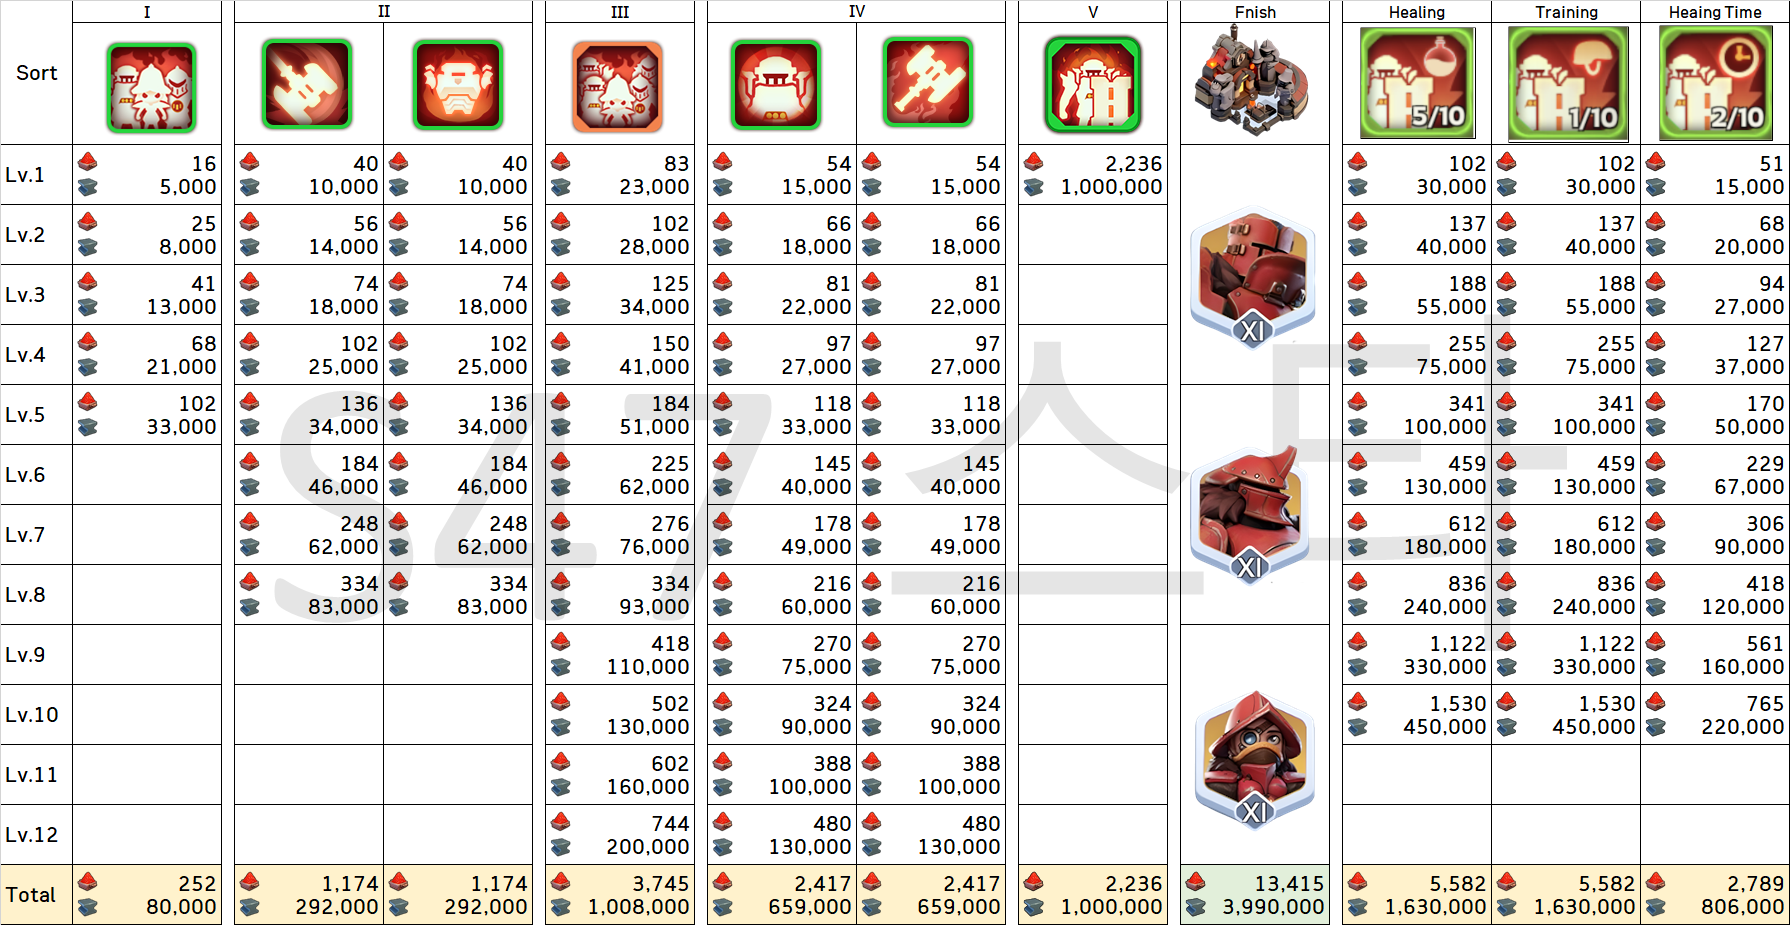 I II III IV V Fnish Healing Training Heaing Time
Sort
5/10 1/10 2/10
Lv.1 16 40 40 83 54 54 2,236 102 102 51
5,000 10,000 10,000 23,000 15,000 15,000 1,000,000 30,000 30,000 15,000
Lv.2 25 56 56 102 66 66 137 137 68
8,000 14,000 14,000 28,000 18,000 18,000 40,000 40,000 20,000
Lv.3 41 74 74 125 81 81 188 188 94
13,000 18,000 18,000 34,000 22,000 22,000 55,000 55,000 27,000
XI
Lv.4 68 102 102 150 97 97 255 255 127
21,000 25,000 25,000 41,000 27,000 27,000 75,000 75,000 37,000
Lv.5 102 136 136 184 118 118 341 341 170
33,000 34,000 34,000 51,000 33,000 33,000 100,000 100,000 50,000
Lv.6 184 184 225 145 145 459 459 229
46,000 46,000 62,000 40,000 40,000 130,000 130,000 67,000
S47스타
Lv.7 248 248 276 178 178 612 612 306
62,000 62,000 76,000 49,000 49,000 180,000 180,000 90,000
XI
Lv.8 334 334 334 216 216 836 836 418
83,000 83,000 93,000 60,000 60,000 240,000 240,000 120,000
Lv.9 418 270 270 1,122 1,122 561
110,000 75,000 75,000 330,000 330,000 160,000
Lv.10 502 324 324 1,530 1,530 765
130,000 90,000 90,000 450,000 450,000 220,000
Lv.11 602 388 388
160,000 100,000 100,000
XI
Lv.12 744 480 480
200,000 130,000 130,000
Total 252 1,174 1,174 3,745 2,417 2,417 2,236 13,415 5,582 5,582 2,789
80,000 292,000 292,000 1,008,000 659,000 659,000 1,000,000 3,990,000 1,630,000 1,630,000 806,000